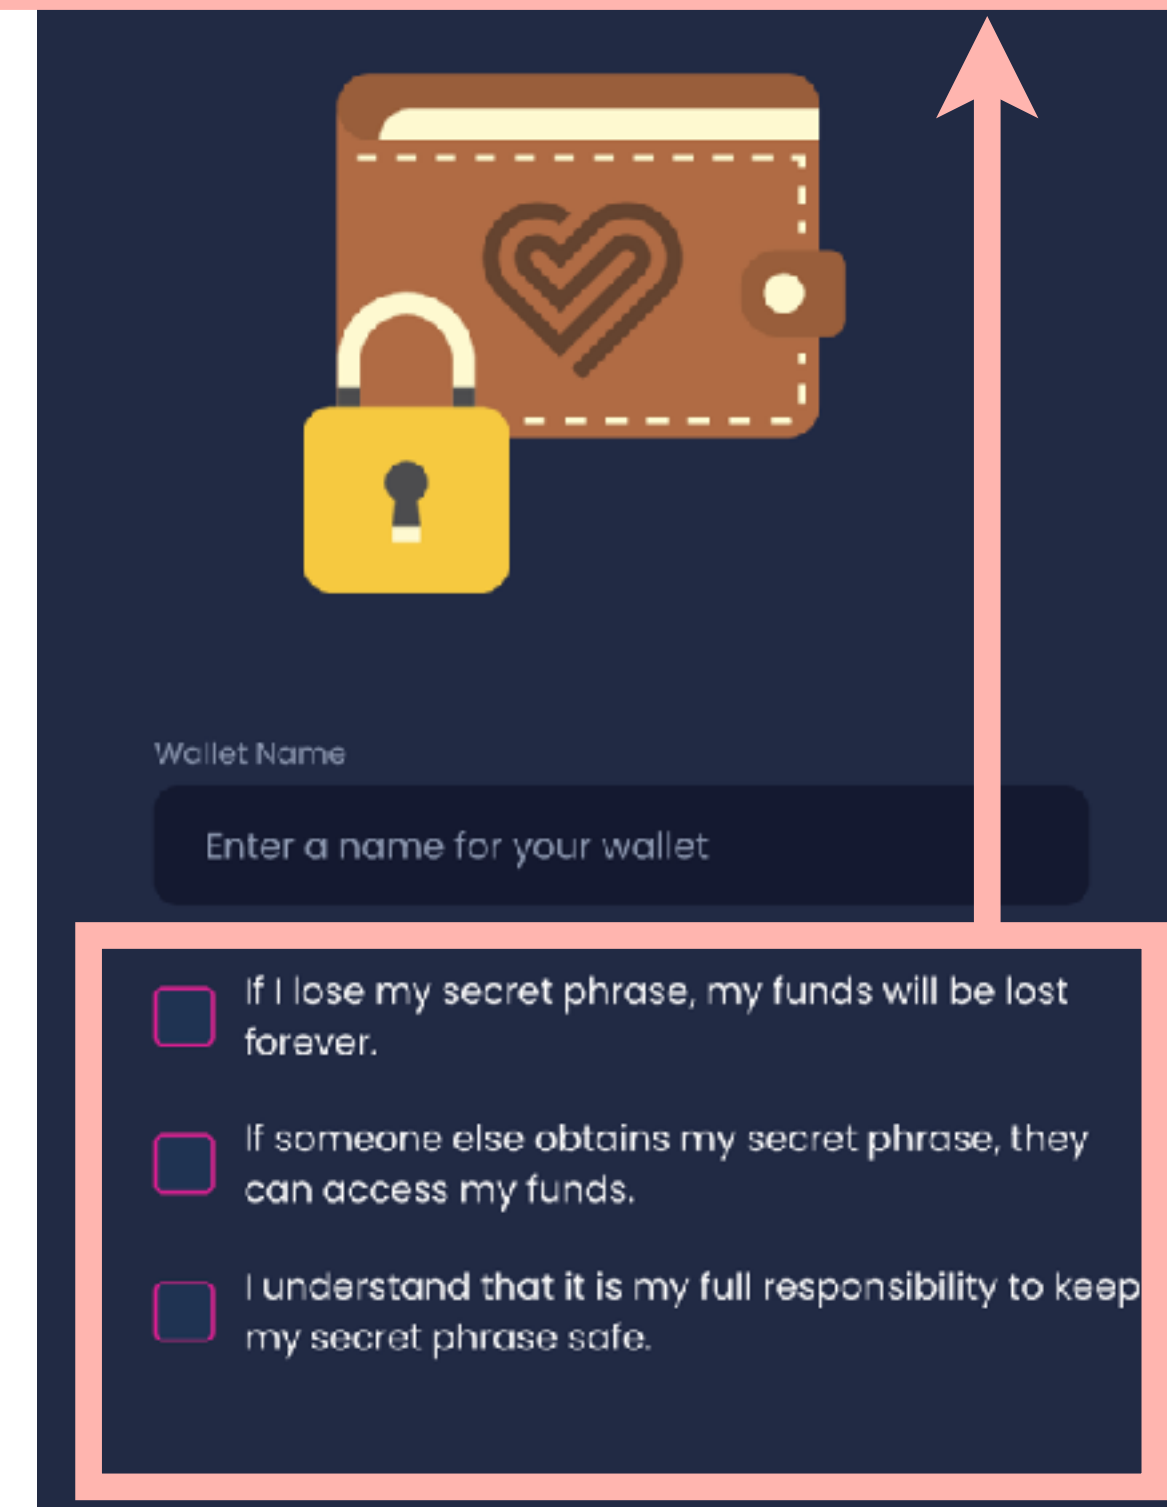 Wallet Name
Enter a name for your wallet
If I lose my secret phrase, my funds will be lost
forever.
If someone else obtains my secret phrase, they
can access my funds.
I understand that it is my full responsibility to keep
my secret phrase safe.